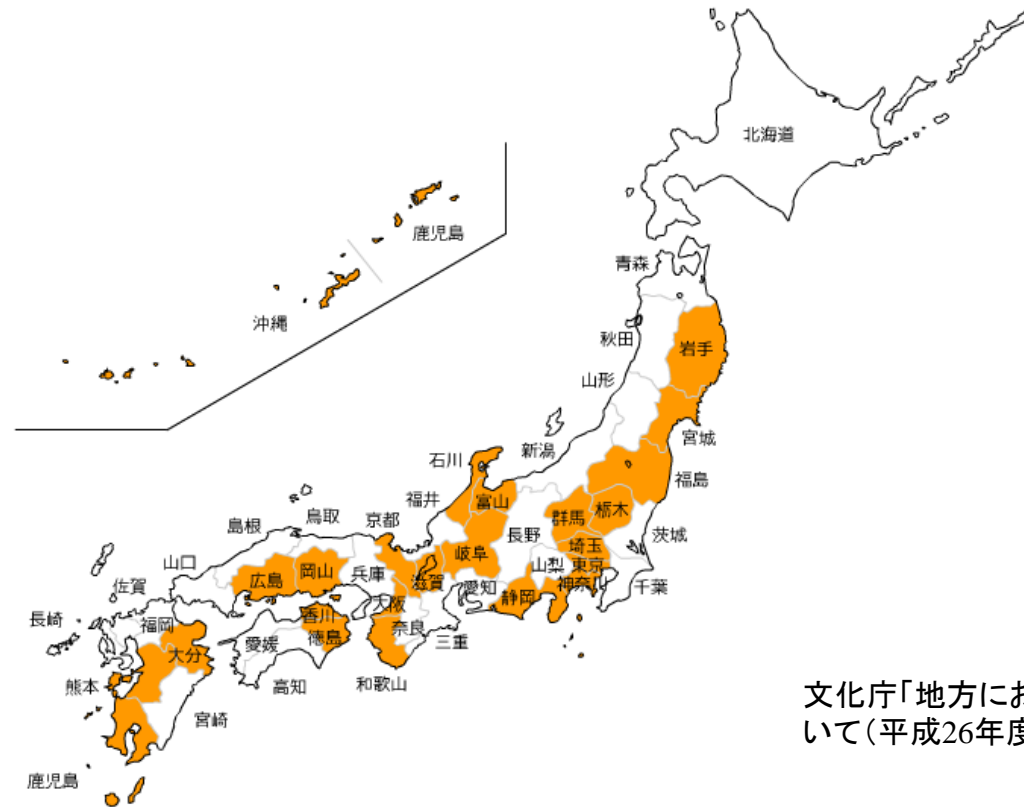 北海道
青森
秋田
岩手
山形
宮城
新潟
福島
石川
富山
福井
群馬
栃木
茨城
長野
岐阜
埼玉
山梨
東京
千葉
神奈
静岡
愛知
京都
滋賀
鳥取
島根
兵庫
岡山
広島
山口
大阪
奈良
三重
和歌山
香川
徳島
愛媛
高知
佐賀
長崎
福岡
大分
熊本
宮崎
鹿児島
鹿児島
沖縄
文化庁「地方にお
いて（平成26年度